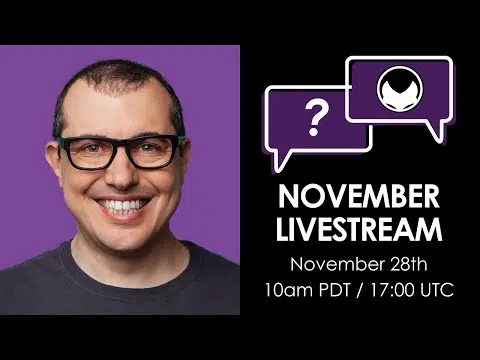 ?
NOVEMBER
LIVESTREAM
November 28th
10am PDT / 17:00 UTC